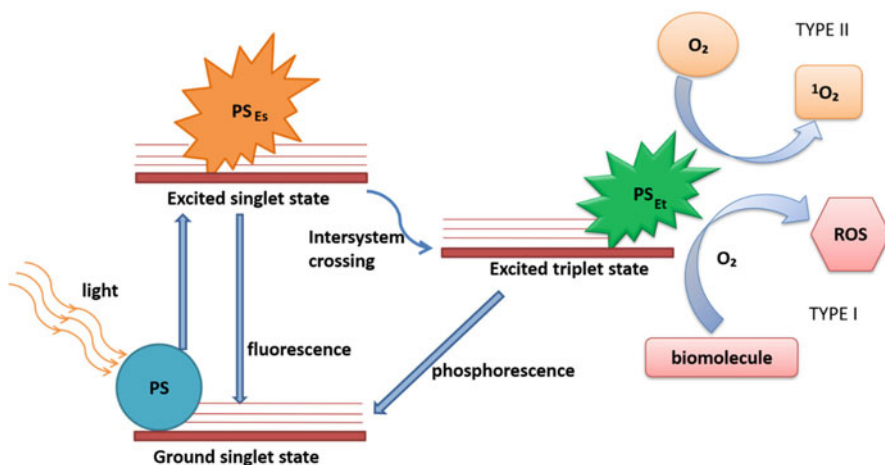 O₂
TYPE II
¹O₂
PS Es
Excited singlet state
PS Et
Intersystem
crossing
Excited triplet state
O₂
ROS
light
TYPE I
fluorescence
biomolecule
phosphorescence
PS
Ground singlet state